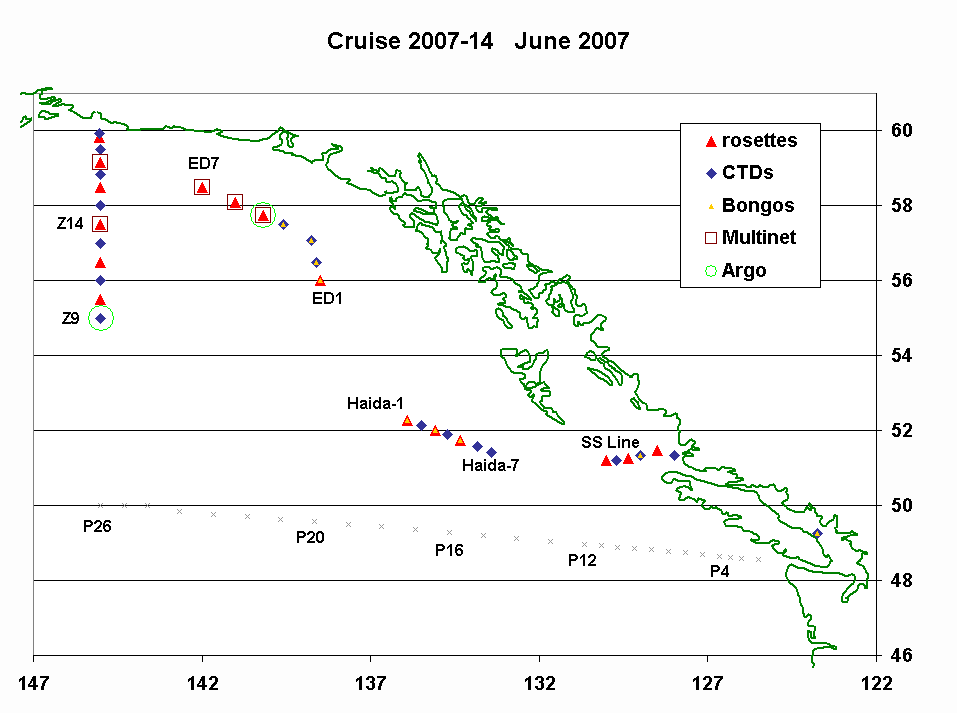 Cruise 2007-14 June 2007
rosettes
CTDs
Bongos
Multinet
Argo
ED7
Z14
ED1
Z9
Haida-1
SS Line
Haida-7
P26
P20
P16
P12
P4
60
58
56
54
52
50
48
46
147
142
137
132
127
122